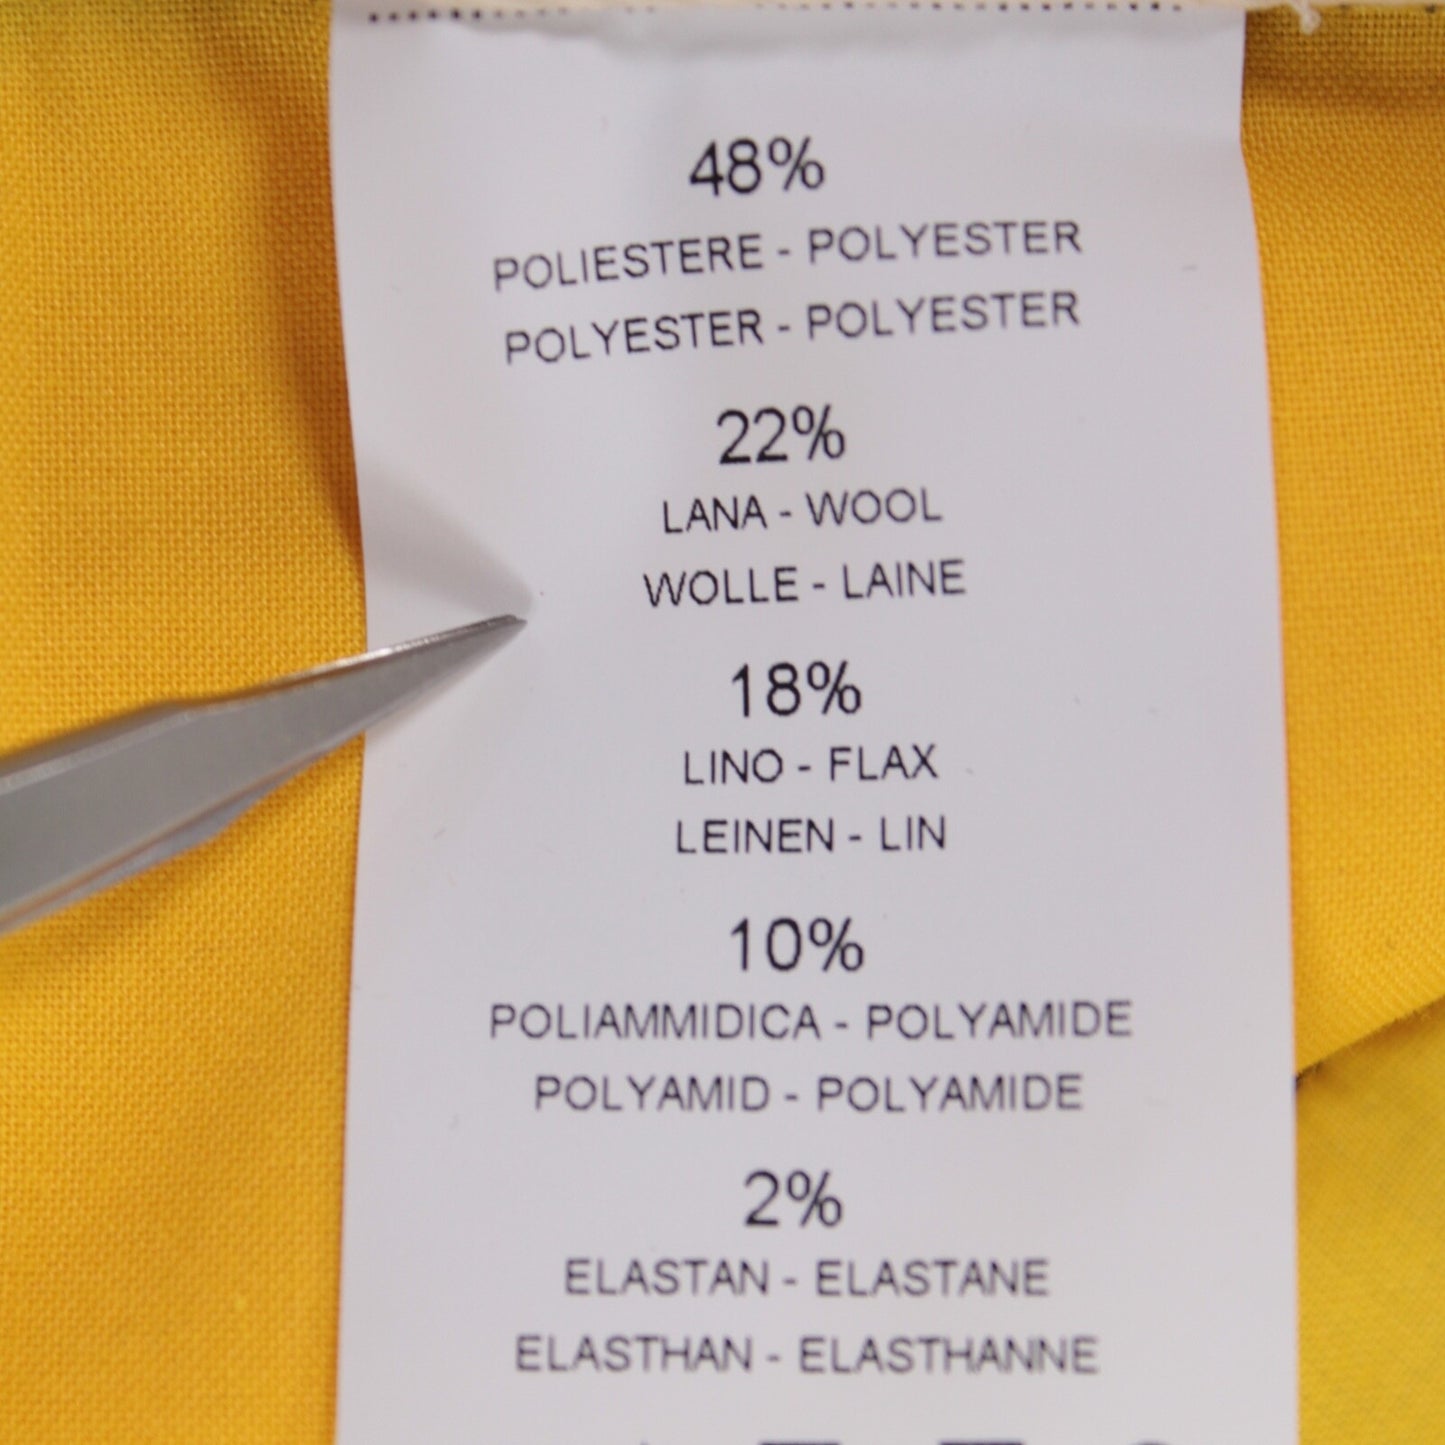 48%
POLIESTERE - POLYESTER
POLYESTER - POLYESTER
22%
LANA - WOOL
WOLLE - LAINE
18%
LINO - FLAX
LEINEN - LIN
10%
POLIAMMIDICA - POLYAMIDE
POLYAMID - POLYAMIDE
2%
ELASTAN - ELASTANE
ELASTHAN - ELASTHANNE